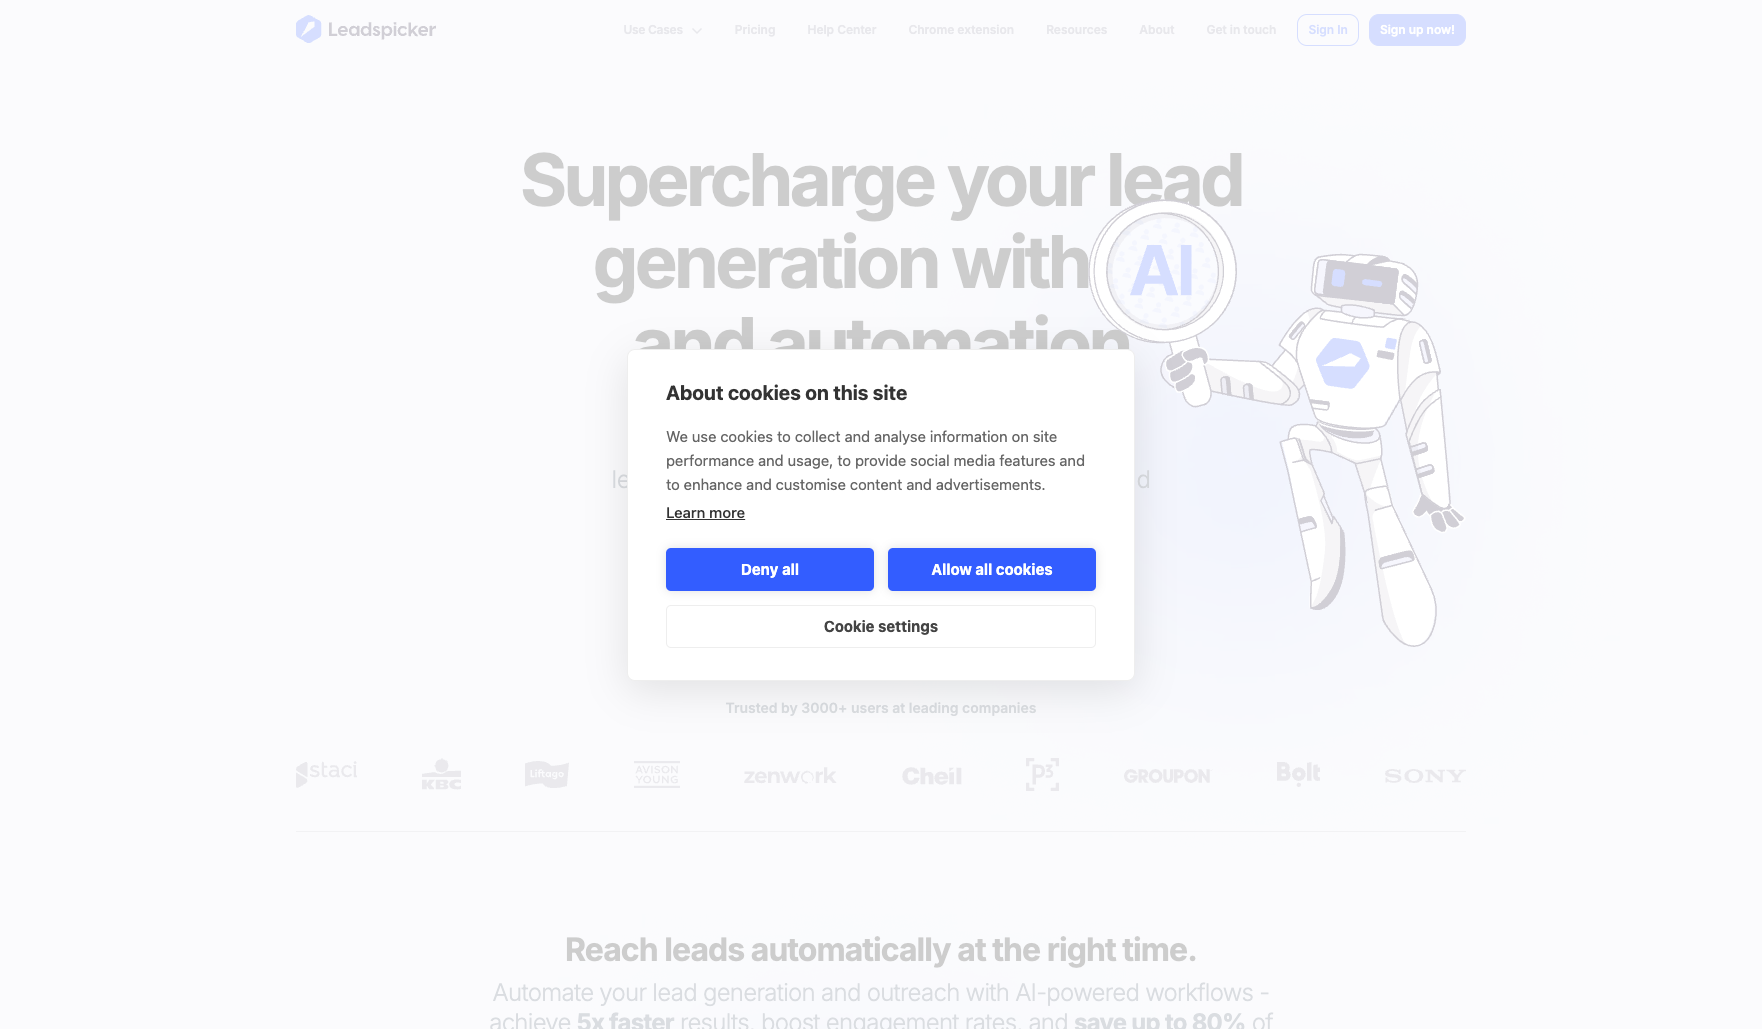 Leadspicker
Use Cases
Pricing
Help Center
Chrome extension
Resources
About
Get in touch
Sign In
Sign up now!
Supercharge your lead
generation with AI
and automation
About cookies on this site
We use cookies to collect and analyse information on site
performance and usage, to provide social media features and
to enhance and customise content and advertisements.
Learn more
Deny all
Allow all cookies
Cookie settings
Trusted by 3000+ users at leading companies
staci
KBC
Liftago
AVISON
YOUNG
zenwork
Cheil
p3
GROUPON
Bolt
SONY
Reach leads automatically at the right time.
Automate your lead generation and outreach with AI-powered workflows -
achieve 5x faster results, boost engagement rates, and save up to 80% of